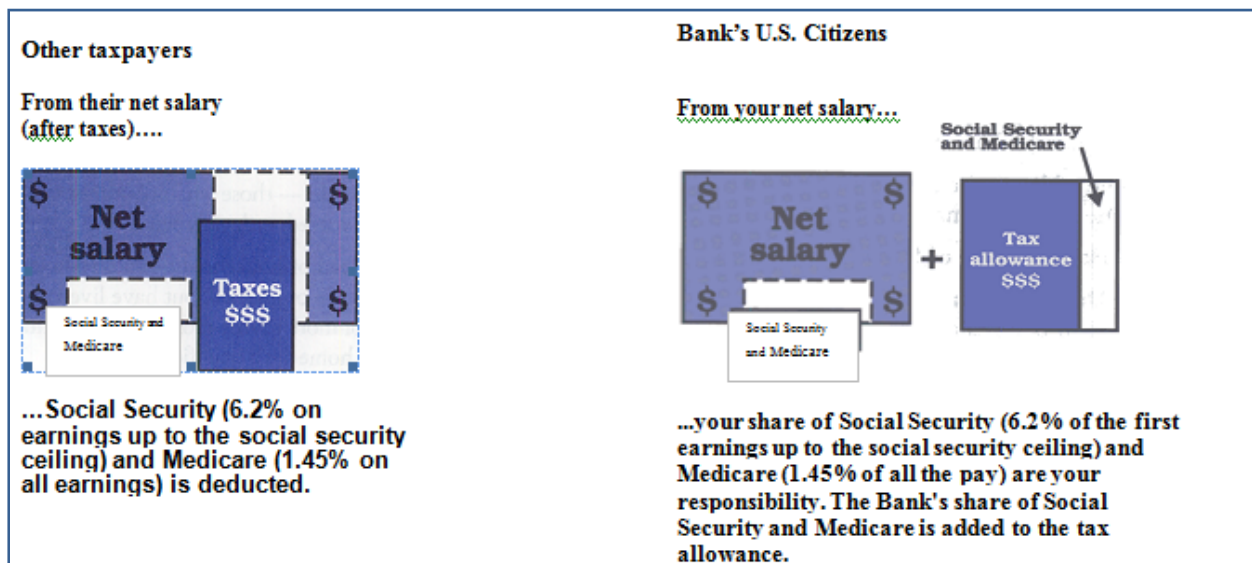 Other taxpayers
From their net salary
(after taxes)....
$
$
Net
salary
$
$
Taxes
$$$
Social Security and
Medicare
...Social Security (6.2% on
earnings up to the social security
ceiling) and Medicare (1.45% on
all earnings) is deducted.
Bank's U.S. Citizens
From your net salary...
Social Security
and Medicare
$
$
Net
salary
$
$
+
Tax
allowance
$$$
Social Security
and Medicare
...your share of Social Security (6.2% of the first
earnings up to the social security ceiling) and
Medicare (1.45% of all the pay) are your
responsibility. The Bank's share of Social
Security and Medicare is added to the tax
allowance.